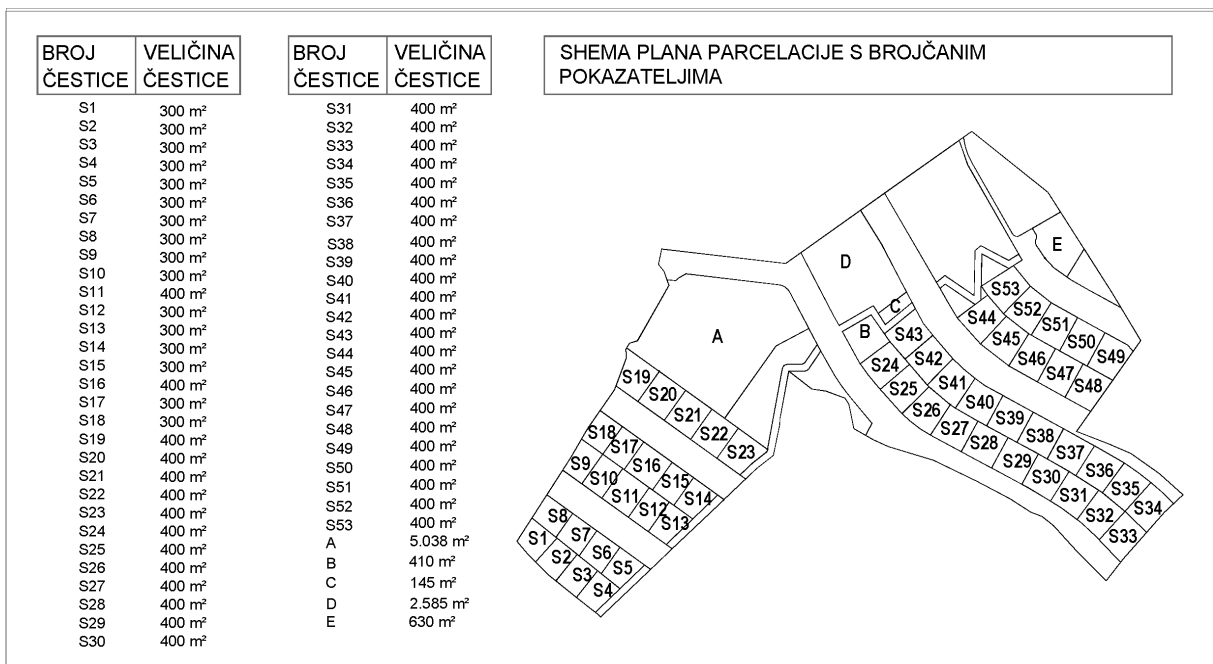 BROJ ČESTICE VELIČINA ČESTICE
S1 300 m²
S2 300 m²
S3 300 m²
S4 300 m²
S5 300 m²
S6 300 m²
S7 300 m²
S8 300 m²
S9 300 m²
S10 300 m²
S11 400 m²
S12 300 m²
S13 300 m²
S14 300 m²
S15 300 m²
S16 400 m²
S17 300 m²
S18 300 m²
S19 400 m²
S20 400 m²
S21 400 m²
S22 400 m²
S23 400 m²
S24 400 m²
S25 400 m²
S26 400 m²
S27 400 m²
S28 400 m²
S29 400 m²
S30 400 m²
BROJ ČESTICE VELIČINA ČESTICE
S31 400 m²
S32 400 m²
S33 400 m²
S34 400 m²
S35 400 m²
S36 400 m²
S37 400 m²
S38 400 m²
S39 400 m²
S40 400 m²
S41 400 m²
S42 400 m²
S43 400 m²
S44 400 m²
S45 400 m²
S46 400 m²
S47 400 m²
S48 400 m²
S49 400 m²
S50 400 m²
S51 400 m²
S52 400 m²
S53 400 m²
A 5.038 m²
B 410 m²
C 145 m²
D 2.585 m²
E 630 m²
SHEMA PLANA PARCELACIJE S BROJČANIM
POKAZATELJIMA
E
D
C
B
A
S53
S52
S51
S50
S49
S44
S45
S46
S47
S48
S43
S42
S41
S40
S39
S38
S37
S36
S35
S34
S24
S25
S26
S27
S28
S29
S30
S31
S32
S33
S19
S20
S21
S22
S23
S18
S17
S16
S15
S14
S9
S10
S11
S12
S13
S8
S7
S6
S5
S1
S2
S3
S4